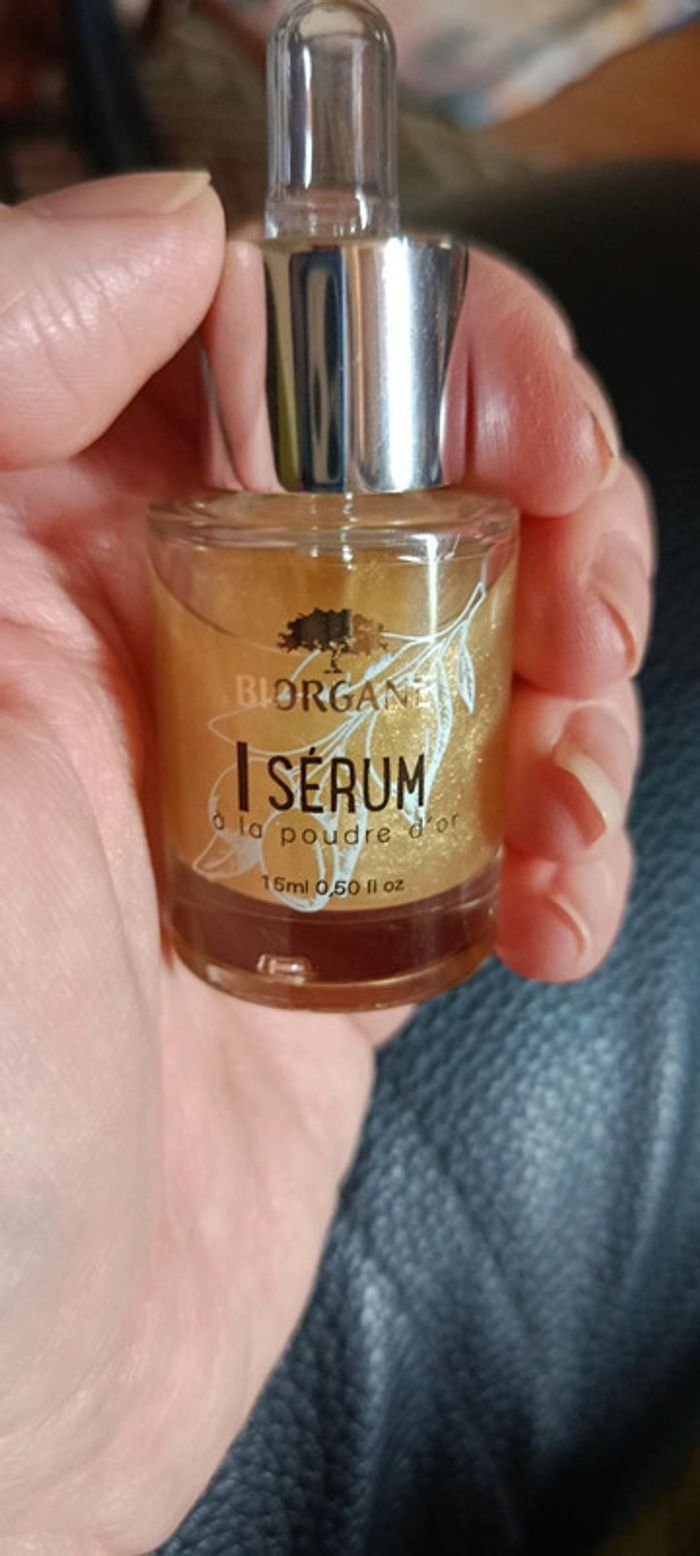 BIORGANE
SÉRUM
à la poudre d'or
15ml 0,50 fl oz